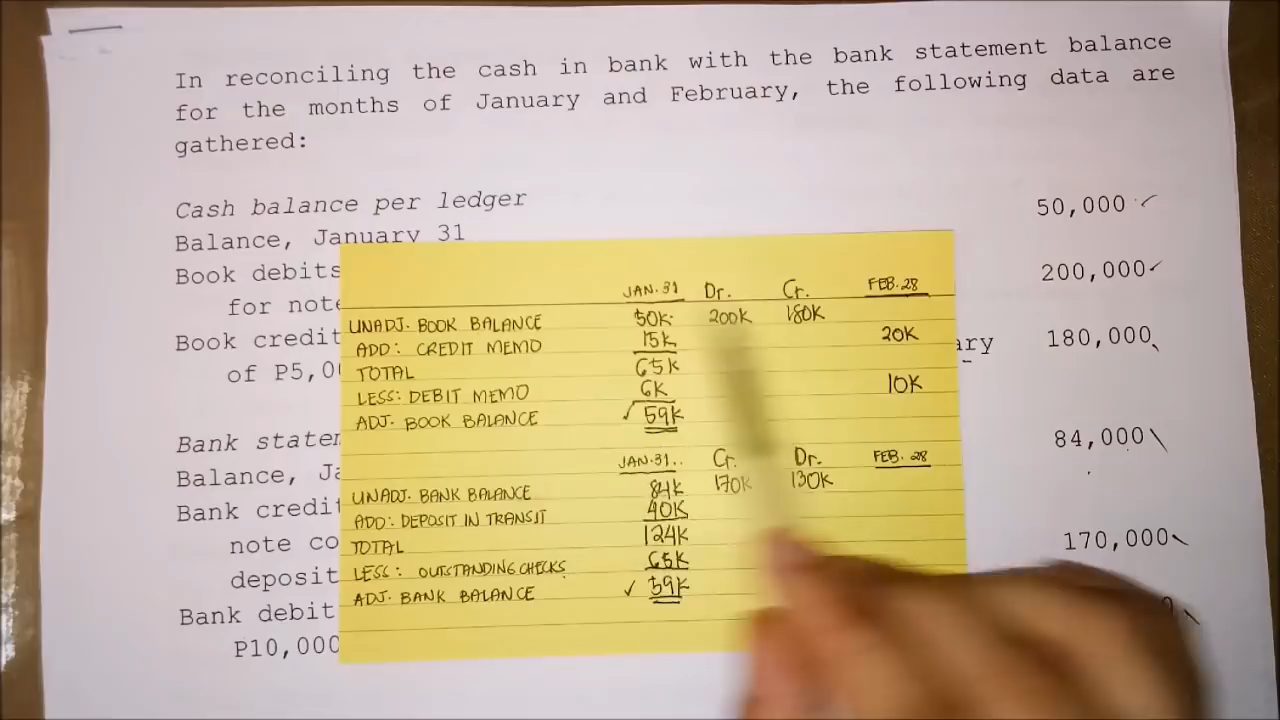 In reconciling the cash in bank with the bank statement balance
for the months of January and February, the following data are
gathered:
Cash balance per ledger
Balance, January 31 50,000
Book debits 200,000
for note
Book credit ary 180,000
of P5,0
Bank statem
Balance, Ja 84,000
Bank credit
note co 170,000
deposit
Bank debit
P10,000
JAN. 31 Dr. Cr. FEB. 28
UNADJ. BOOK BALANCE 50K 200K 180K
ADD: CREDIT MEMO 15K 20K
TOTAL 65K
LESS: DEBIT MEMO 6K 10K
ADJ. BOOK BALANCE √ 59K
JAN. 31.. Cr. Dr. FEB. 28
UNADJ. BANK BALANCE 84K 170K 130K
ADD: DEPOSIT IN TRANSIT 40K
TOTAL 124K
LESS: OUTSTANDING CHECKS 65K
ADJ. BANK BALANCE √ 59K